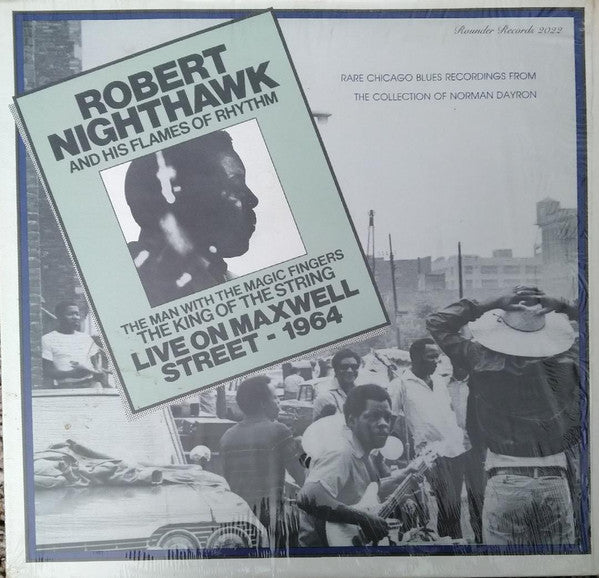 Rounder Records 2022
ROBERT
NIGHTHAWK
AND HIS FLAMES OF RHYTHM
RARE CHICAGO BLUES RECORDINGS FROM
THE COLLECTION OF NORMAN DAYRON
THE MAN WITH THE MAGIC FINGERS
THE KING OF THE STRING
LIVE ON MAXWELL
STREET - 1964